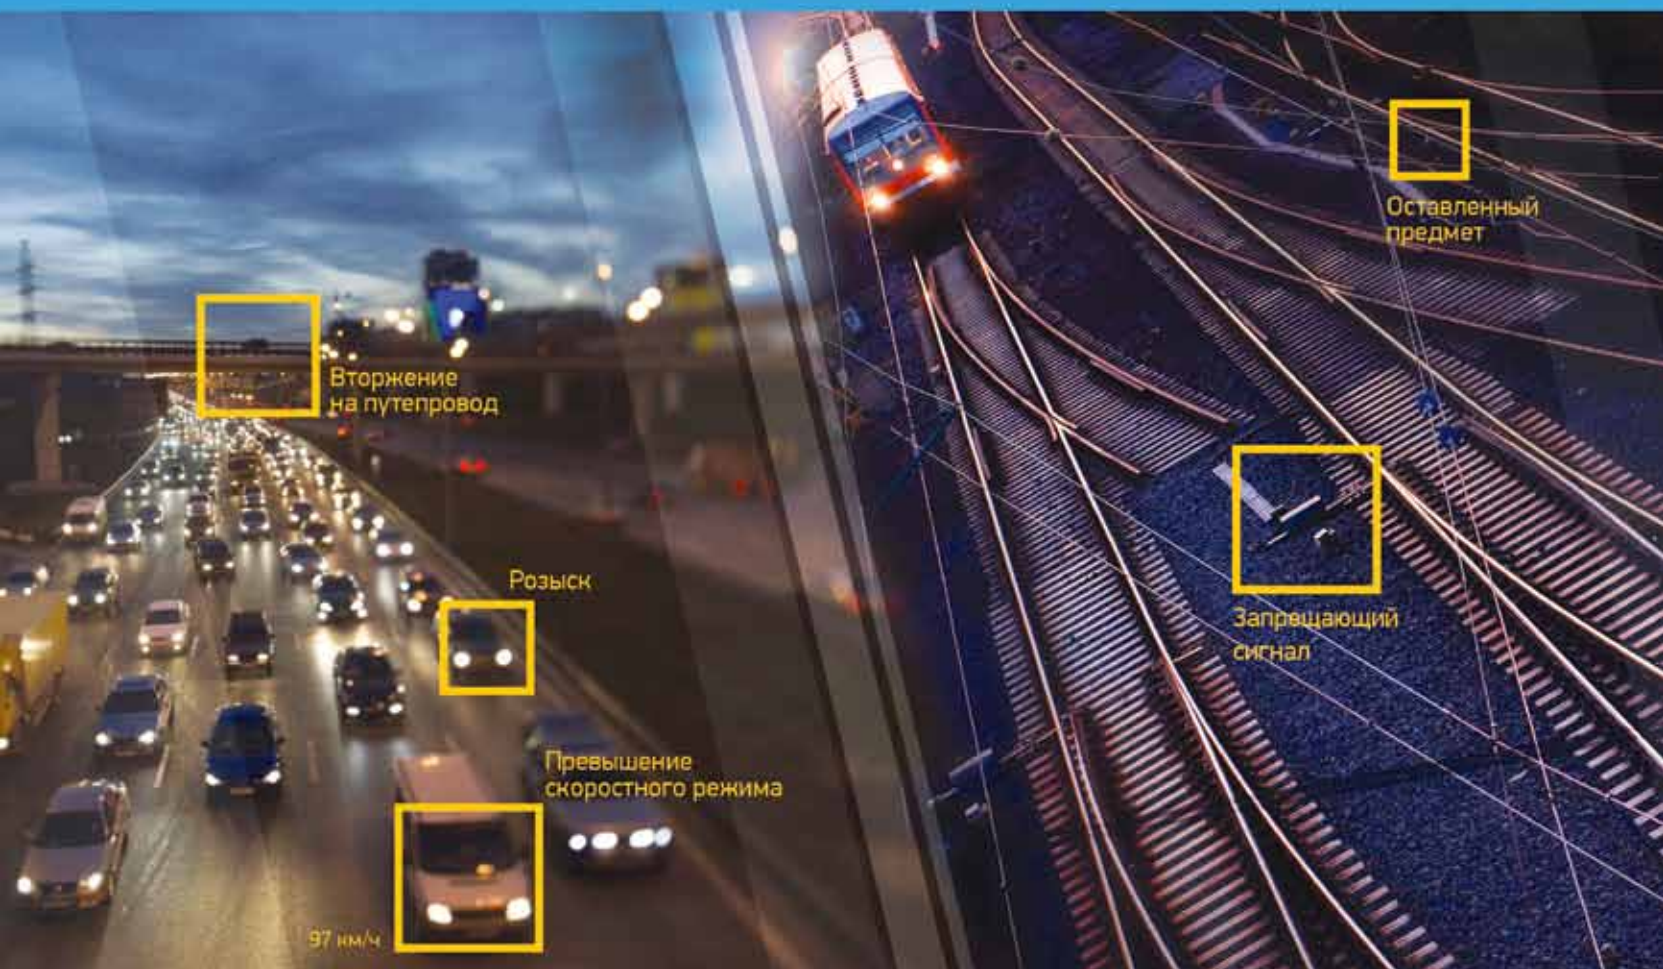 Оставленный
предмет
Вторжение
на путепровод
Розыск
Запрещающий
сигнал
Превышение
скоростного режима
97 км/ч